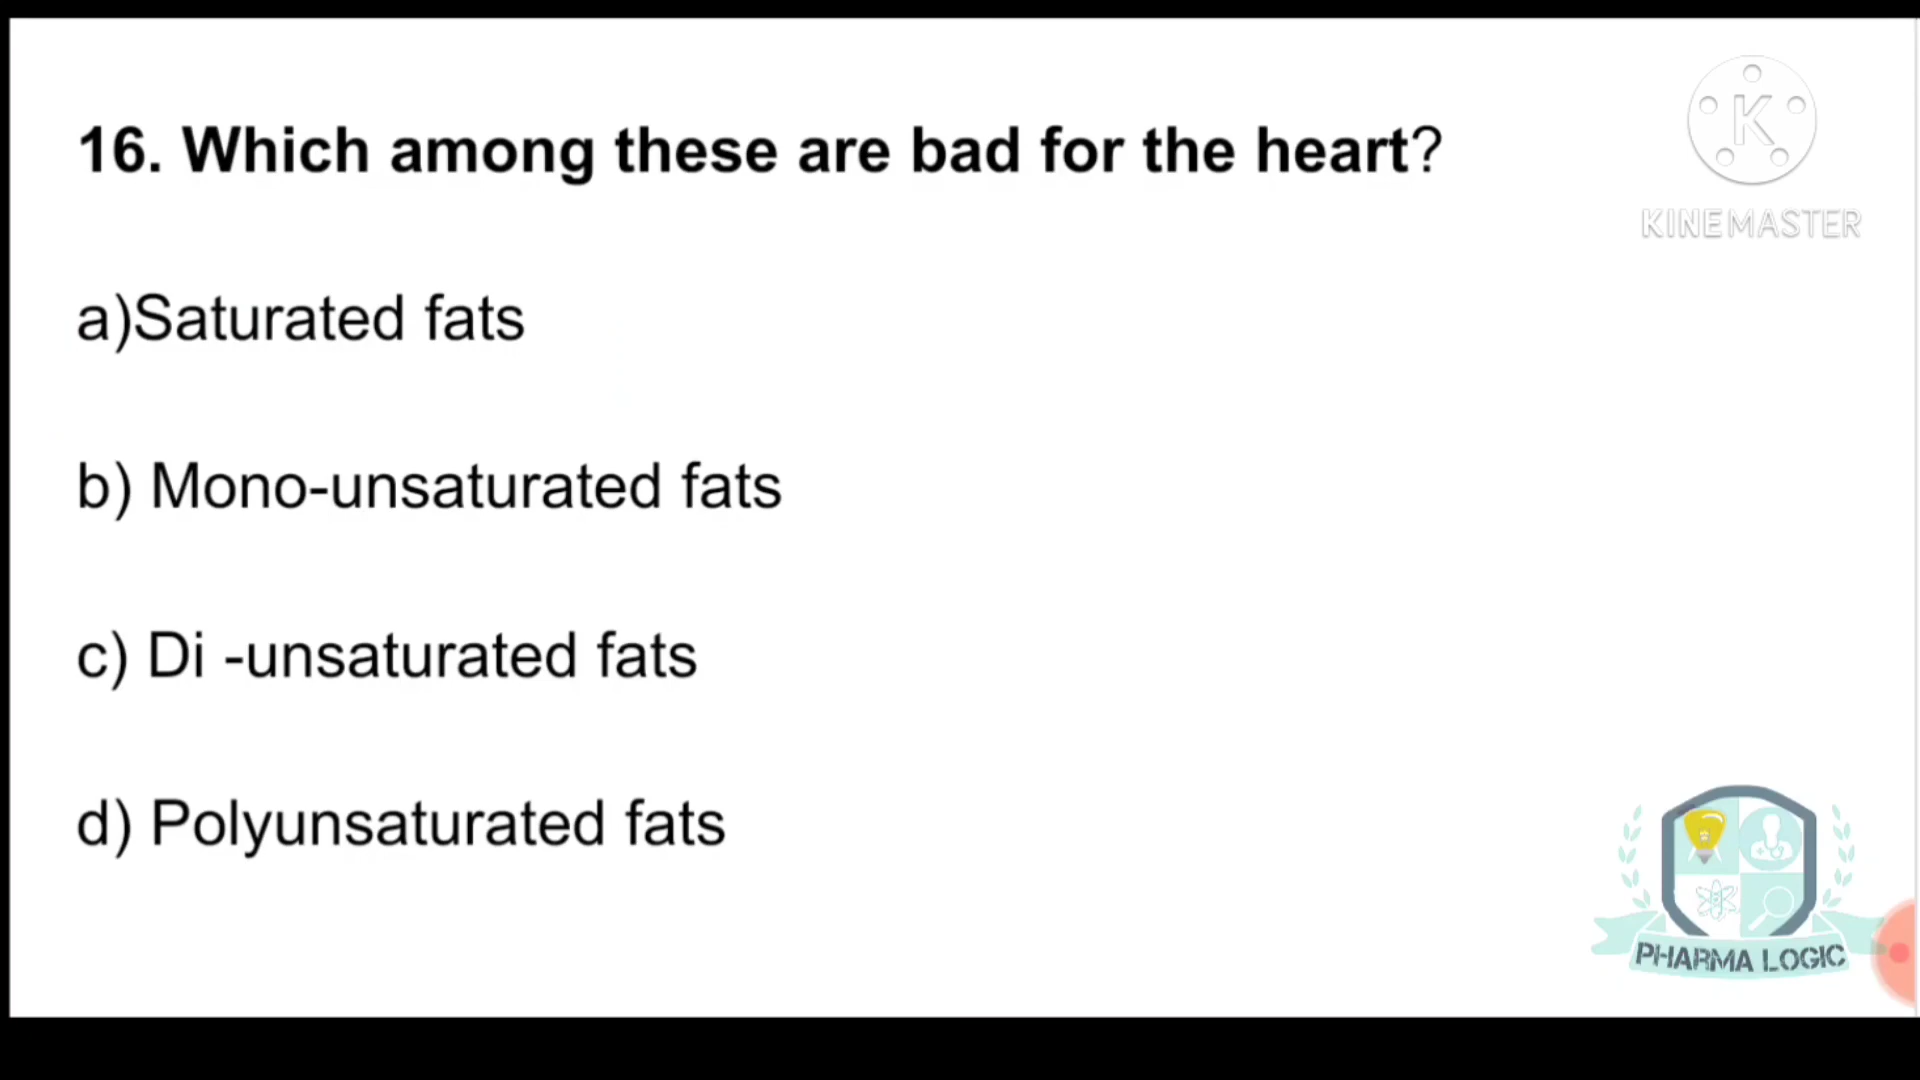 16. Which among these are bad for the heart?
KINEMASTER
a)Saturated fats
b) Mono-unsaturated fats
c) Di -unsaturated fats
d) Polyunsaturated fats
PHARMA LOGIC